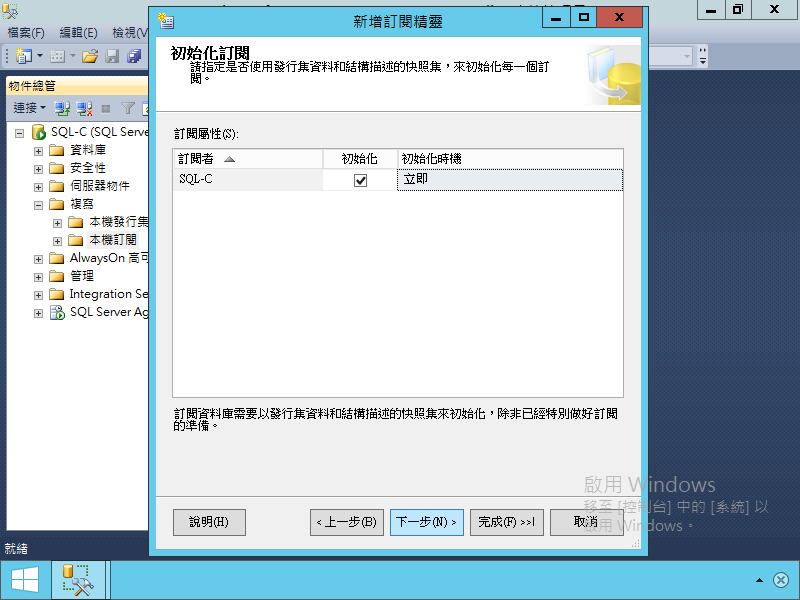 新增訂閱精靈
檔案(F) 編輯(E) 檢視(V
物件總管
連接
SQL-C (SQL Serve
資料庫
安全性
伺服器物件
複寫
本機發行集
本機訂閱
AlwaysOn 高可
管理
Integration Se
SQL Server Ag
就緒
初始化訂閱
請指定是否使用發行集資料和結構描述的快照集，來初始化每一個訂
閱。
訂閱屬性(S):
訂閱者 初始化 初始化時機
SQL-C 立即
訂閱資料庫需要以發行集資料和結構描述的快照集來初始化，除非已經特別做好訂閱
的準備。
說明(H) < 上一步(B) 下一步(N) > 完成(F) >>| 取消
啟用 Windows
移至 [控制台] 中的 [系統] 以
啟用 Windows。